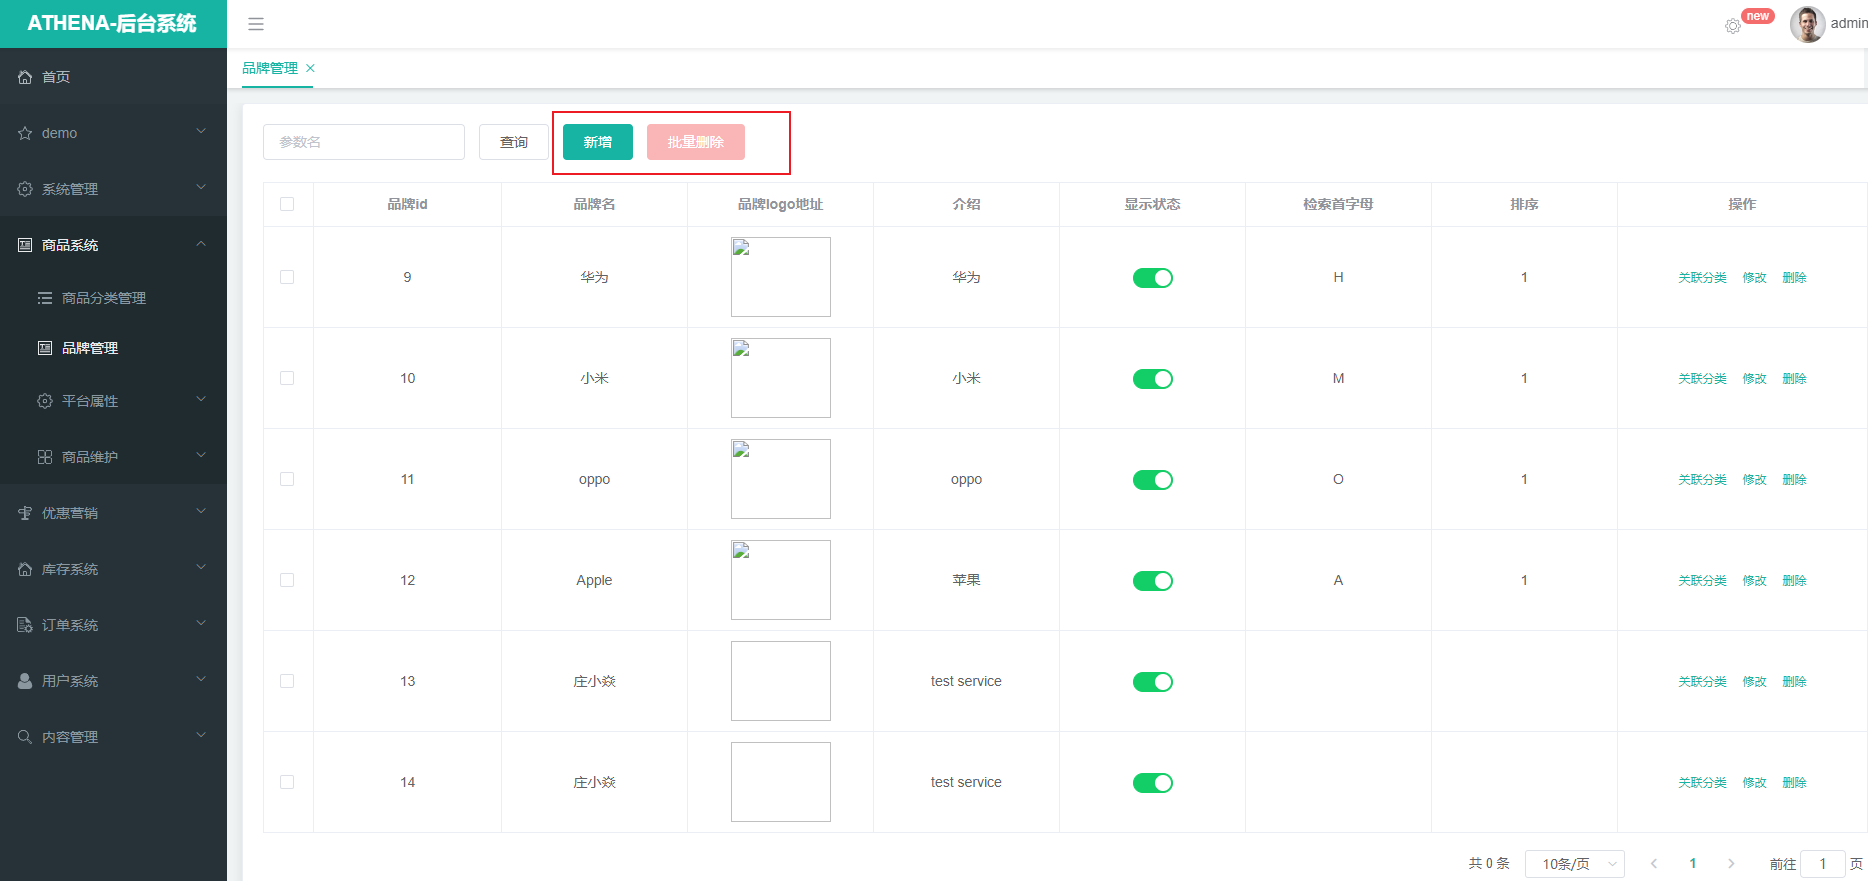 ATHENA-后台系统
new
admin
首页
demo
系统管理
商品系统
商品分类管理
品牌管理
平台属性
商品维护
优惠营销
库存系统
订单系统
用户系统
内容管理
品牌管理
参数名 查询 新增 批量删除
品牌id 品牌名 品牌logo地址 介绍 显示状态 检索首字母 排序 操作
9 华为 华为 H 1 关联分类 修改 删除
10 小米 小米 M 1 关联分类 修改 删除
11 oppo oppo O 1 关联分类 修改 删除
12 Apple 苹果 A 1 关联分类 修改 删除
13 庄小焱 test service 关联分类 修改 删除
14 庄小焱 test service 关联分类 修改 删除
共 0 条 10条/页 1 前往 1 页